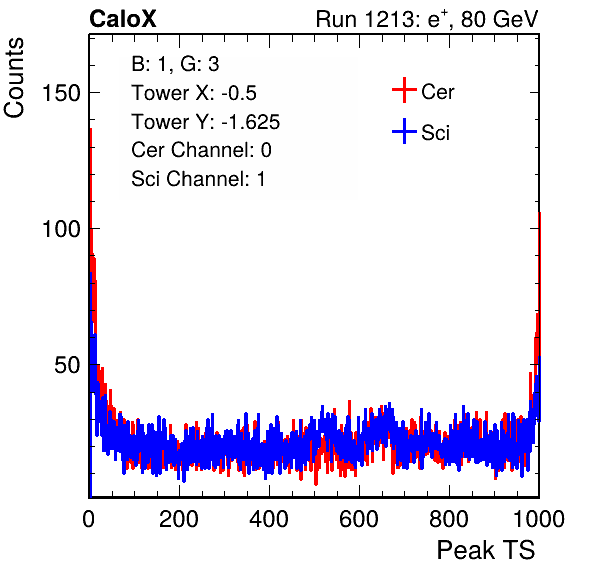 CaloX
Run 1213: e+, 80 GeV
Counts
B: 1, G: 3
Tower X: -0.5
Tower Y: -1.625
Cer Channel: 0
Sci Channel: 1
Cer
Sci
150
100
50
0 200 400 600 800 1000
Peak TS